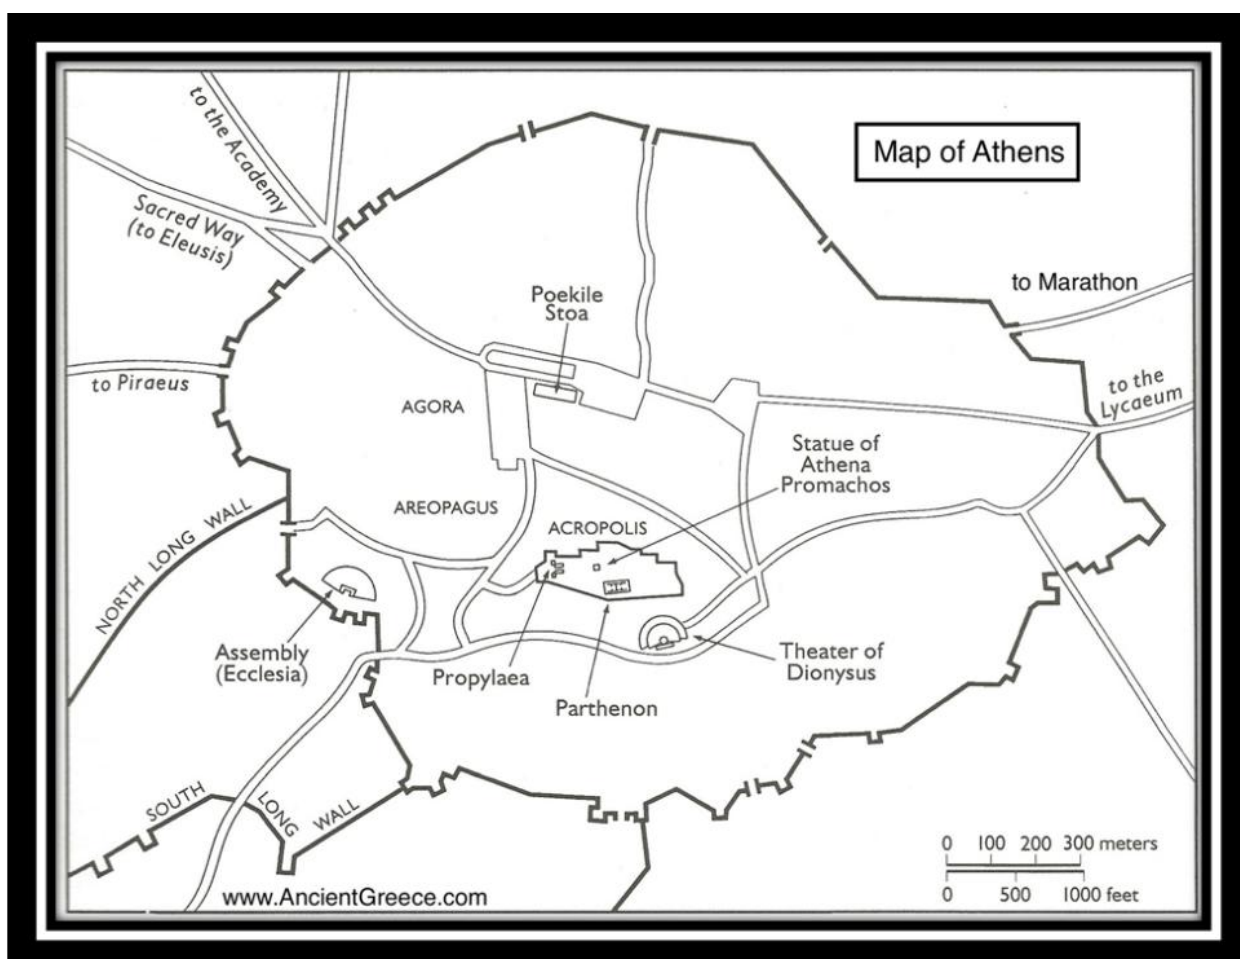 Map of Athens
to the Academy
Sacred Way
(to Eleusis)
to Marathon
Poekile
Stoa
to Piraeus
to the
Lycaeum
AGORA
Statue of
Athena
Promachos
AREOPAGUS
ACROPOLIS
NORTH LONG WALL
Assembly
(Ecclesia)
Propylaea
Parthenon
Theater of
Dionysus
SOUTH LONG WALL
www.AncientGreece.com
0 100 200 300 meters
0 500 1000 feet